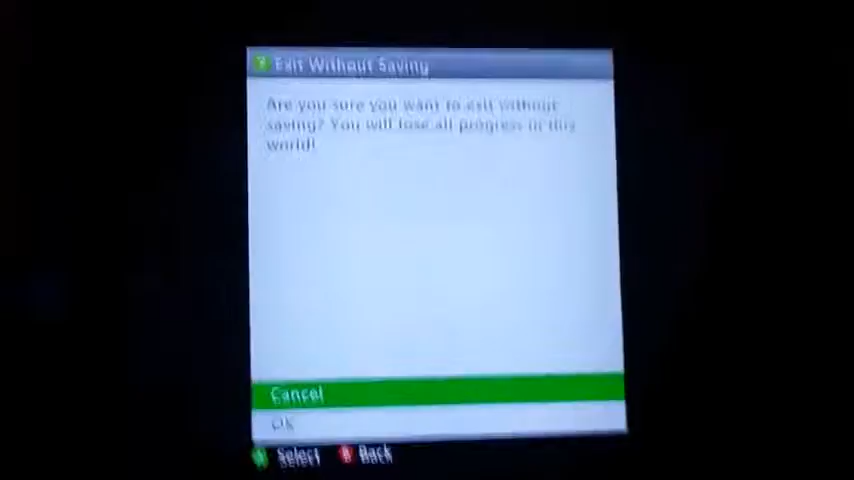 Exit Without Saving
Are you sure you want to exit without
saving? You will lose all progress in this
world!
Cancel
OK
Select Back